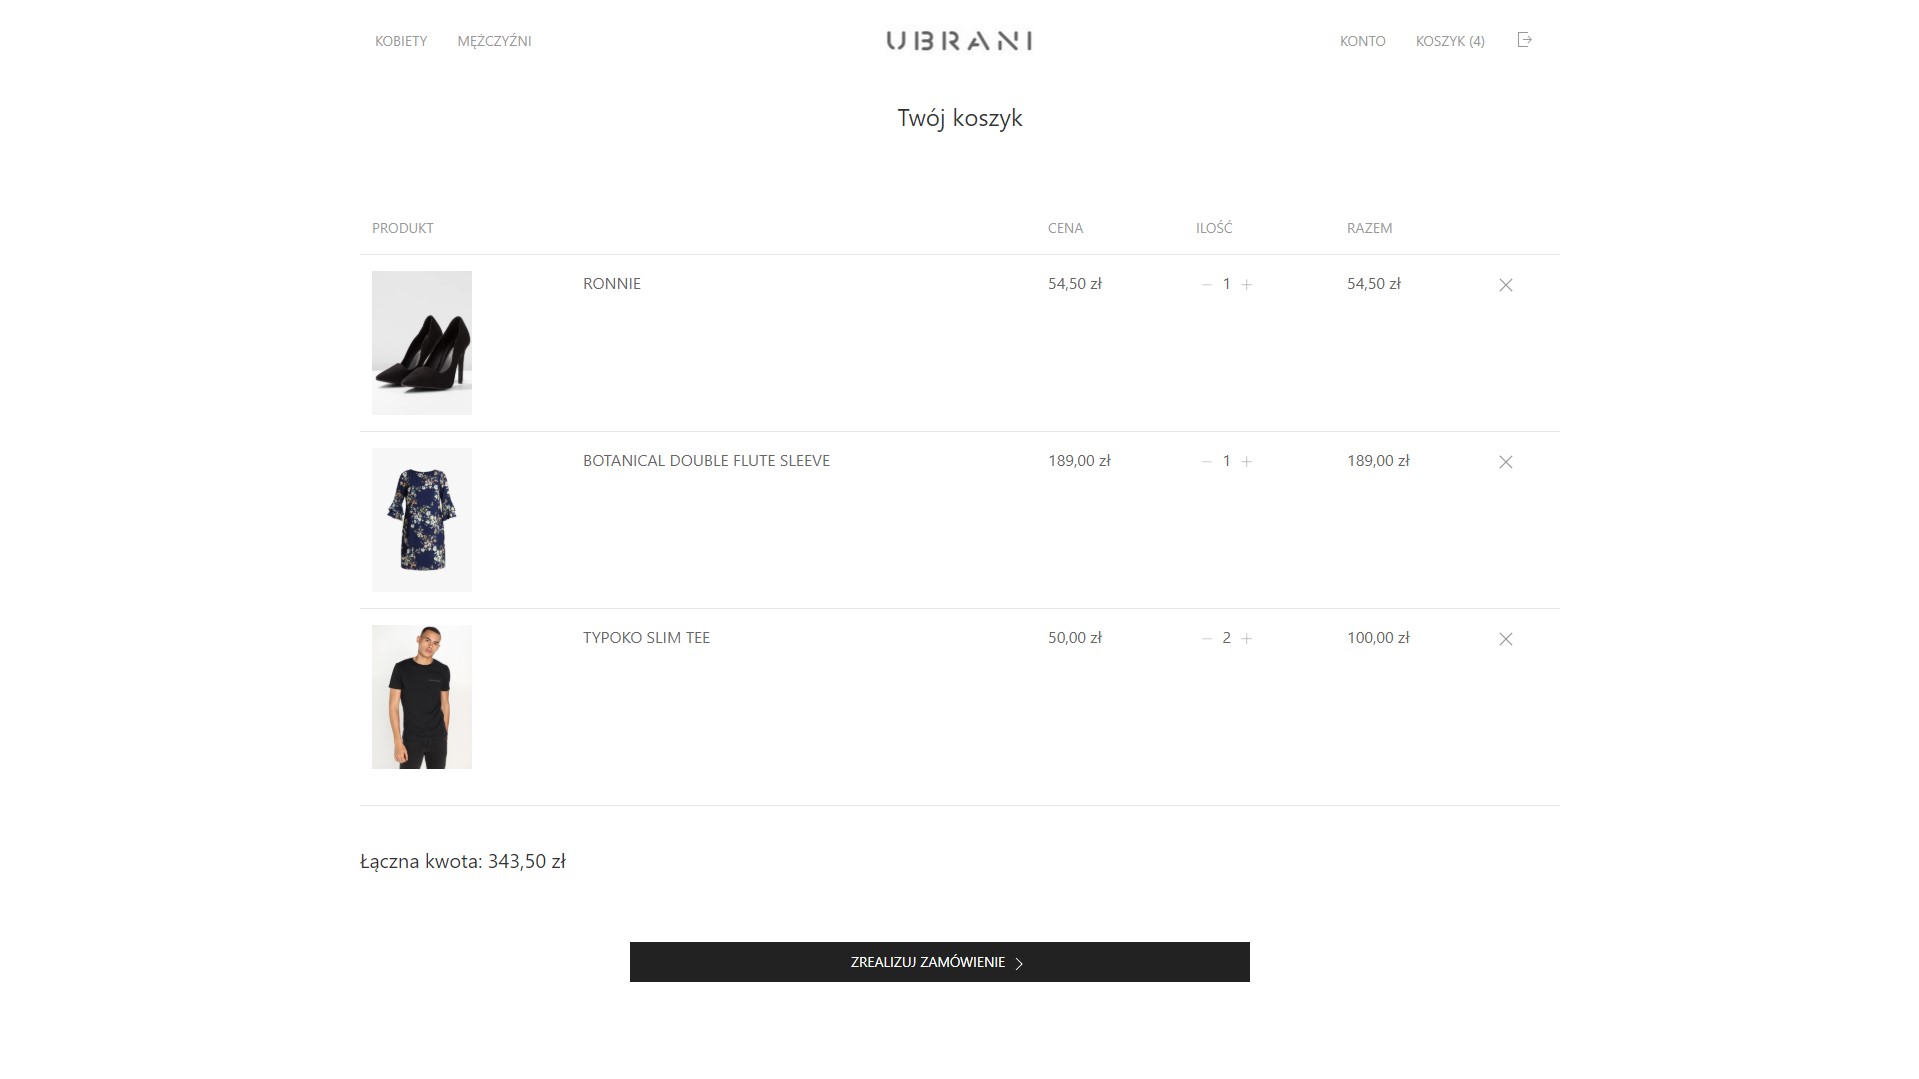 KOBIETY MĘŻCZYŹNI UBRANI KONTO KOSZYK (4)
Twój koszyk
PRODUKT CENA ILOŚĆ RAZEM
RONNIE 54,50 zł 1 54,50 zł
BOTANICAL DOUBLE FLUTE SLEEVE 189,00 zł 1 189,00 zł
TYPOKO SLIM TEE 50,00 zł 2 100,00 zł
Łączna kwota: 343,50 zł
ZREALIZUJ ZAMÓWIENIE